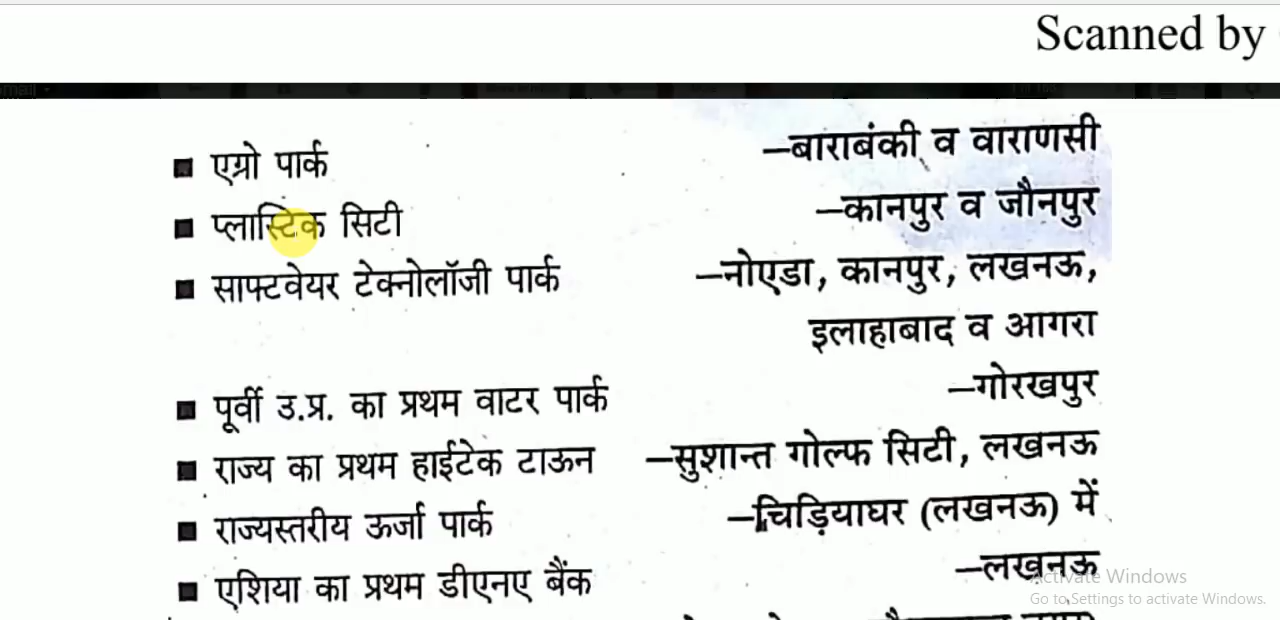 Scanned by
■ एग्रो पार्क –बाराबंकी व वाराणसी
■ प्लास्टिक सिटी –कानपुर व जौनपुर
■ साफ्टवेयर टेक्नोलॉजी पार्क –नोएडा, कानपुर, लखनऊ,
इलाहाबाद व आगरा
■ पूर्वी उ.प्र. का प्रथम वाटर पार्क –गोरखपुर
■ राज्य का प्रथम हाईटेक टाऊन –सुशान्त गोल्फ सिटी, लखनऊ
■ राज्यस्तरीय ऊर्जा पार्क –चिड़ियाघर (लखनऊ) में
■ एशिया का प्रथम डीएनए बैंक –लखनऊ
Activate Windows
Go to Settings to activate Windows.